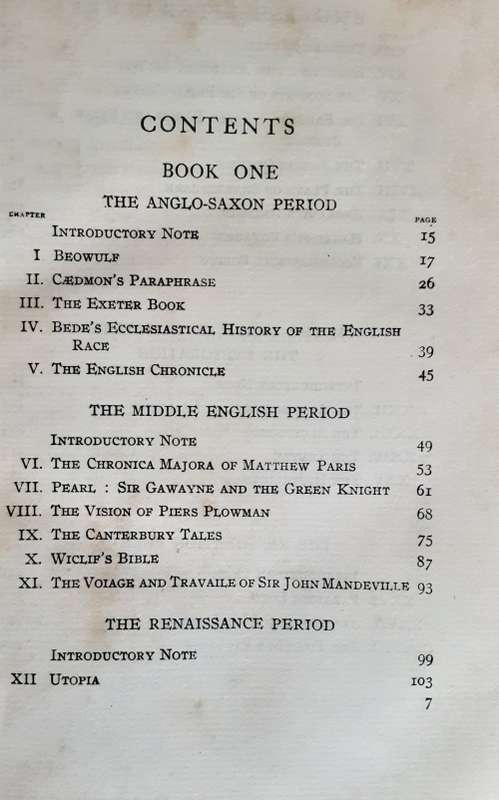 CONTENTS
BOOK ONE
THE ANGLO-SAXON PERIOD
CHAPTER PAGE
INTRODUCTORY NOTE 15
I BEOWULF 17
II. CÆDMON'S PARAPHRASE 26
III. THE EXETER BOOK 33
IV. BEDE'S ECCLESIASTICAL HISTORY OF THE ENGLISH
RACE 39
V. THE ENGLISH CHRONICLE 45
THE MIDDLE ENGLISH PERIOD
INTRODUCTORY NOTE 49
VI. THE CHRONICA MAJORA OF MATTHEW PARIS 53
VII. PEARL : SIR GAWAYNE AND THE GREEN KNIGHT 61
VIII. THE VISION OF PIERS PLOWMAN 68
IX. THE CANTERBURY TALES 75
X. WICLIF'S BIBLE 87
XI. THE VOIAGE AND TRAVAILE OF SIR JOHN MANDEVILLE 93
THE RENAISSANCE PERIOD
INTRODUCTORY NOTE 99
XII UTOPIA 103
7